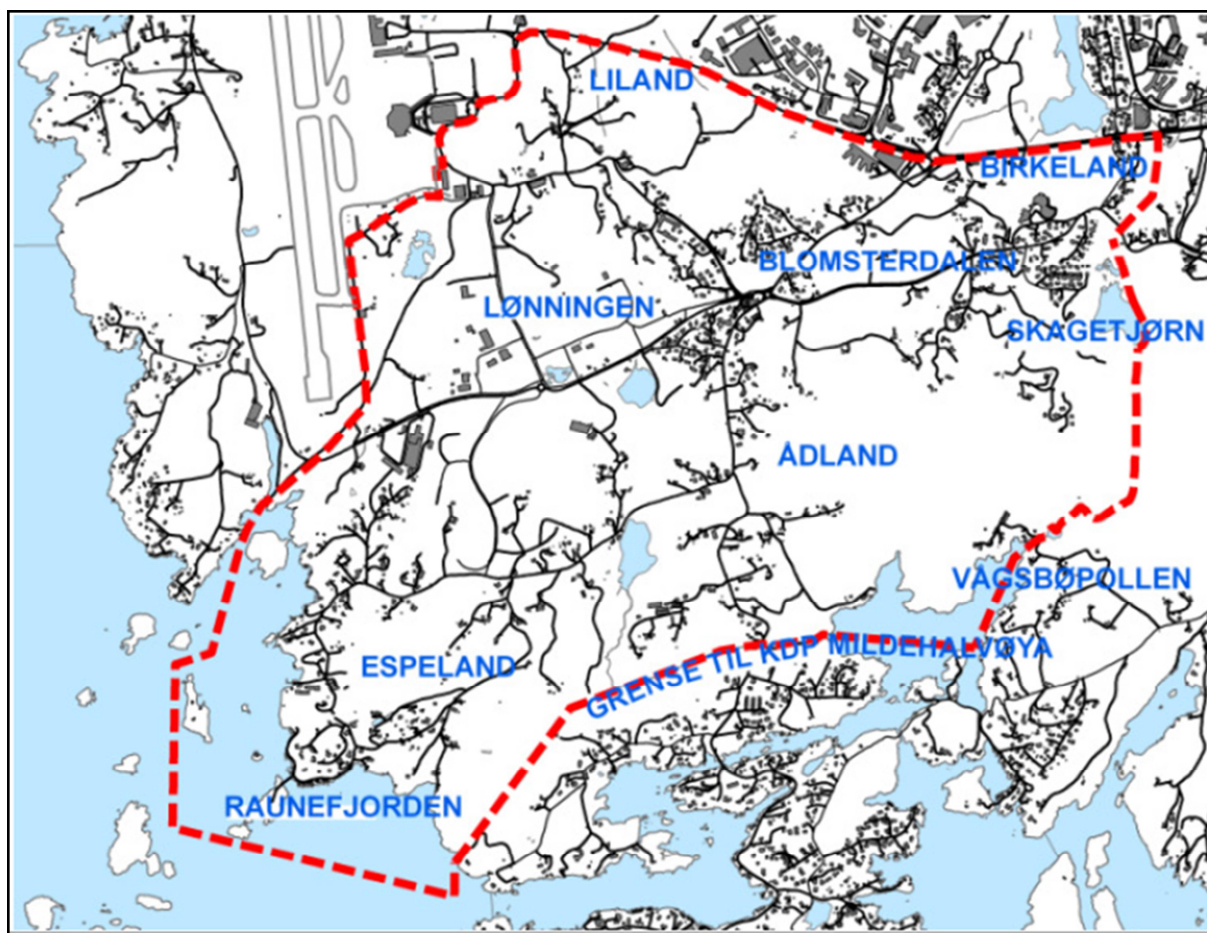 LILAND
BIRKELAND
BLOMSTERDALEN
LØNNINGEN
SKAGETJØRN
ÅDLAND
VÅGSBØPOLLEN
GRENSE TIL KDP MILDEHALVØYA
ESPELAND
RAUNEFJORDEN